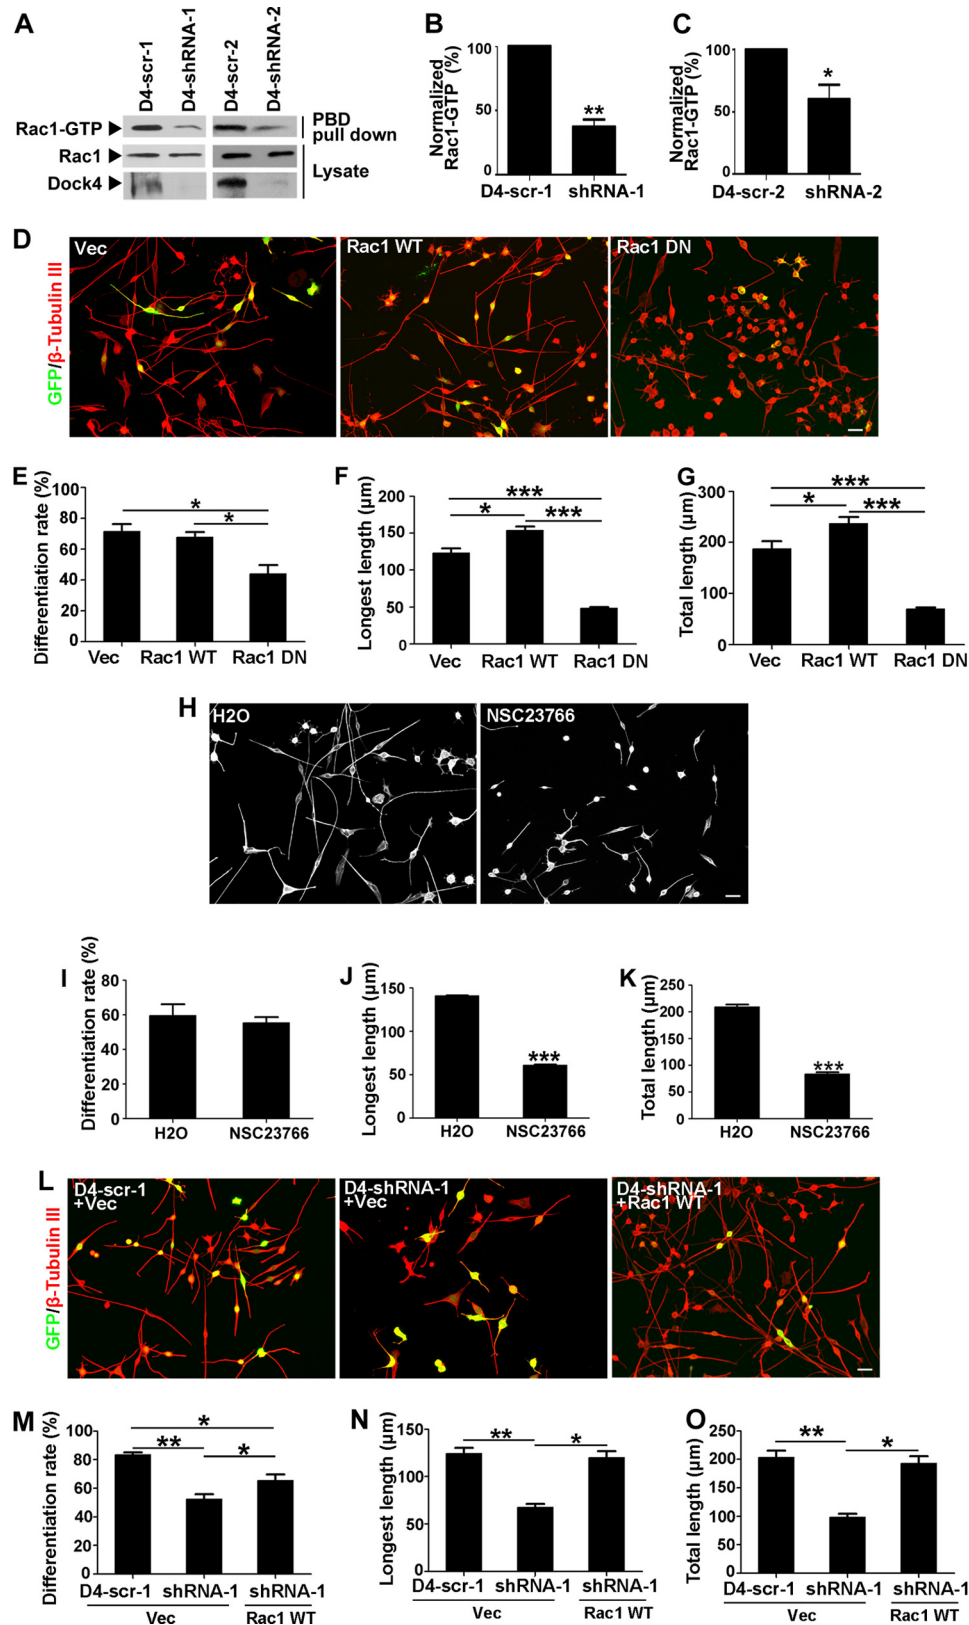 A
D4-scr-1
D4-shRNA-1
D4-scr-2
D4-shRNA-2
Rac1-GTP
Rac1
Dock4
PBD
pull down
Lysate
B
Normalized
Rac1-GTP (%)
100
50
0
**
D4-scr-1 shRNA-1
C
Normalized
Rac1-GTP (%)
100
50
0
*
D4-scr-2 shRNA-2
D
GFP/β-Tubulin III
Vec
Rac1 WT
Rac1 DN
E
Differentiation rate (%)
100
80
60
40
20
0
*
*
Vec Rac1 WT Rac1 DN
F
Longest length (µm)
200
150
100
50
0
***
* ***
Vec Rac1 WT Rac1 DN
G
Total length (µm)
300
200
100
0
***
* ***
Vec Rac1 WT Rac1 DN
H
H2O
NSC23766
I
Differentiation rate (%)
80
60
40
20
0
H2O NSC23766
J
Longest length (µm)
150
100
50
0
***
H2O NSC23766
K
Total length (µm)
250
200
150
100
50
0
***
H2O NSC23766
L
GFP/β-Tubulin III
D4-scr-1
+Vec
D4-shRNA-1
+Vec
D4-shRNA-1
+Rac1 WT
M
Differentiation rate (%)
100
80
60
40
20
0
*
** *
D4-scr-1 shRNA-1 shRNA-1
Vec Rac1 WT
N
Longest length (µm)
150
100
50
0
** *
D4-scr-1 shRNA-1 shRNA-1
Vec Rac1 WT
O
Total length (µm)
250
200
150
100
50
0
** *
D4-scr-1 shRNA-1 shRNA-1
Vec Rac1 WT